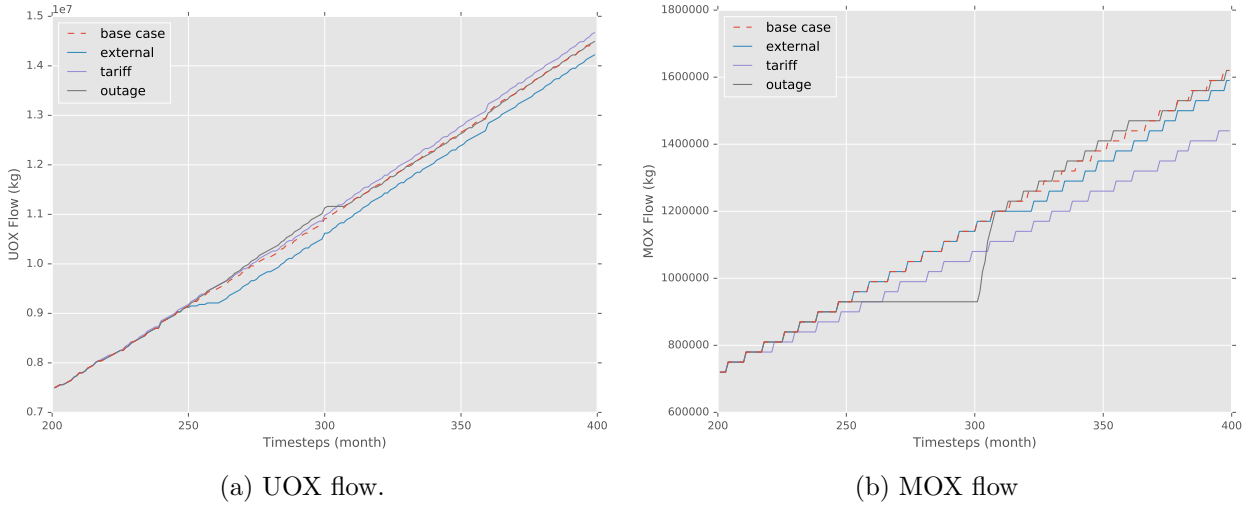 1e7
1.5
1.4
1.3
1.2
1.1
1.0
0.9
0.8
0.7
UOX Flow (kg)
base case
external
tariff
outage
200
250
300
350
400
Timesteps (month)
(a) UOX flow.
1800000
1600000
1400000
1200000
1000000
800000
600000
MOX Flow (kg)
base case
external
tariff
outage
200
250
300
350
400
Timesteps (month)
(b) MOX flow